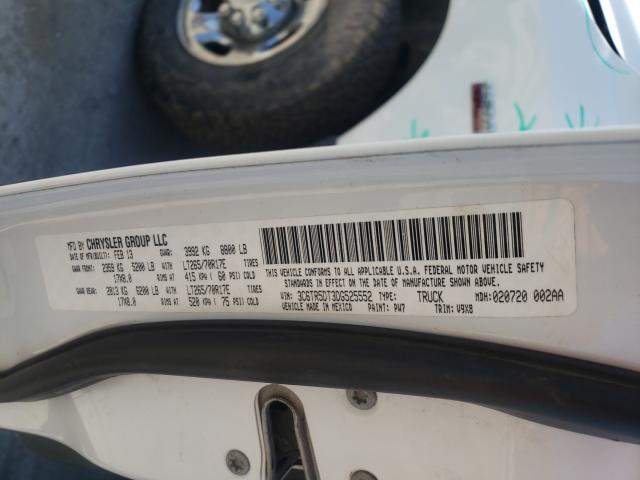 MFD BY CHRYSLER GROUP LLC
DATE OF MFR(BUILT): FEB 13 GVWR: 3992 KG 8800 LB
GAWR FRONT: 2359 KG 5200 LB WITH LT265/70R17E TIRES
17X8.0 RIMS AT 415 KPA ( 60 PSI) COLD
GAWR REAR: 2813 KG 6200 LB WITH LT265/70R17E TIRES
17X8.0 RIMS AT 520 KPA ( 75 PSI) COLD
THIS VEHICLE CONFORMS TO ALL APPLICABLE U.S.A. FEDERAL MOTOR VEHICLE SAFETY
STANDARDS IN EFFECT ON THE DATE OF MANUFACTURE SHOWN ABOVE.
VIN: 3C6TR5DT3DG525552 TYPE: TRUCK MDH: 020720 002AA
VEHICLE MADE IN MEXICO PAINT: PW7 TRIM: V9X8